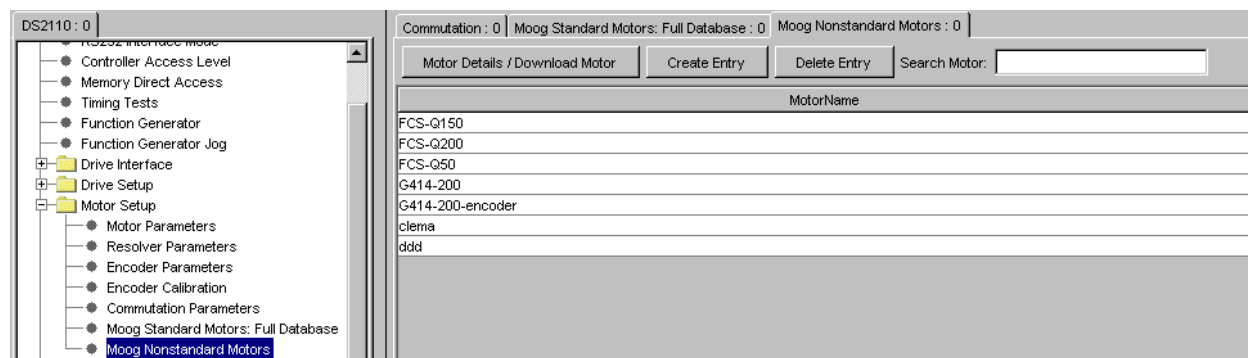 DS2110 : 0
RS232 Interface Mode
Controller Access Level
Memory Direct Access
Timing Tests
Function Generator
Function Generator Jog
Drive Interface
Drive Setup
Motor Setup
Motor Parameters
Resolver Parameters
Encoder Parameters
Encoder Calibration
Commutation Parameters
Moog Standard Motors: Full Database
Moog Nonstandard Motors
Commutation : 0 Moog Standard Motors: Full Database : 0 Moog Nonstandard Motors : 0
Motor Details / Download Motor Create Entry Delete Entry Search Motor:
MotorName
FCS-Q150
FCS-Q200
FCS-Q50
G414-200
G414-200-encoder
clema
ddd